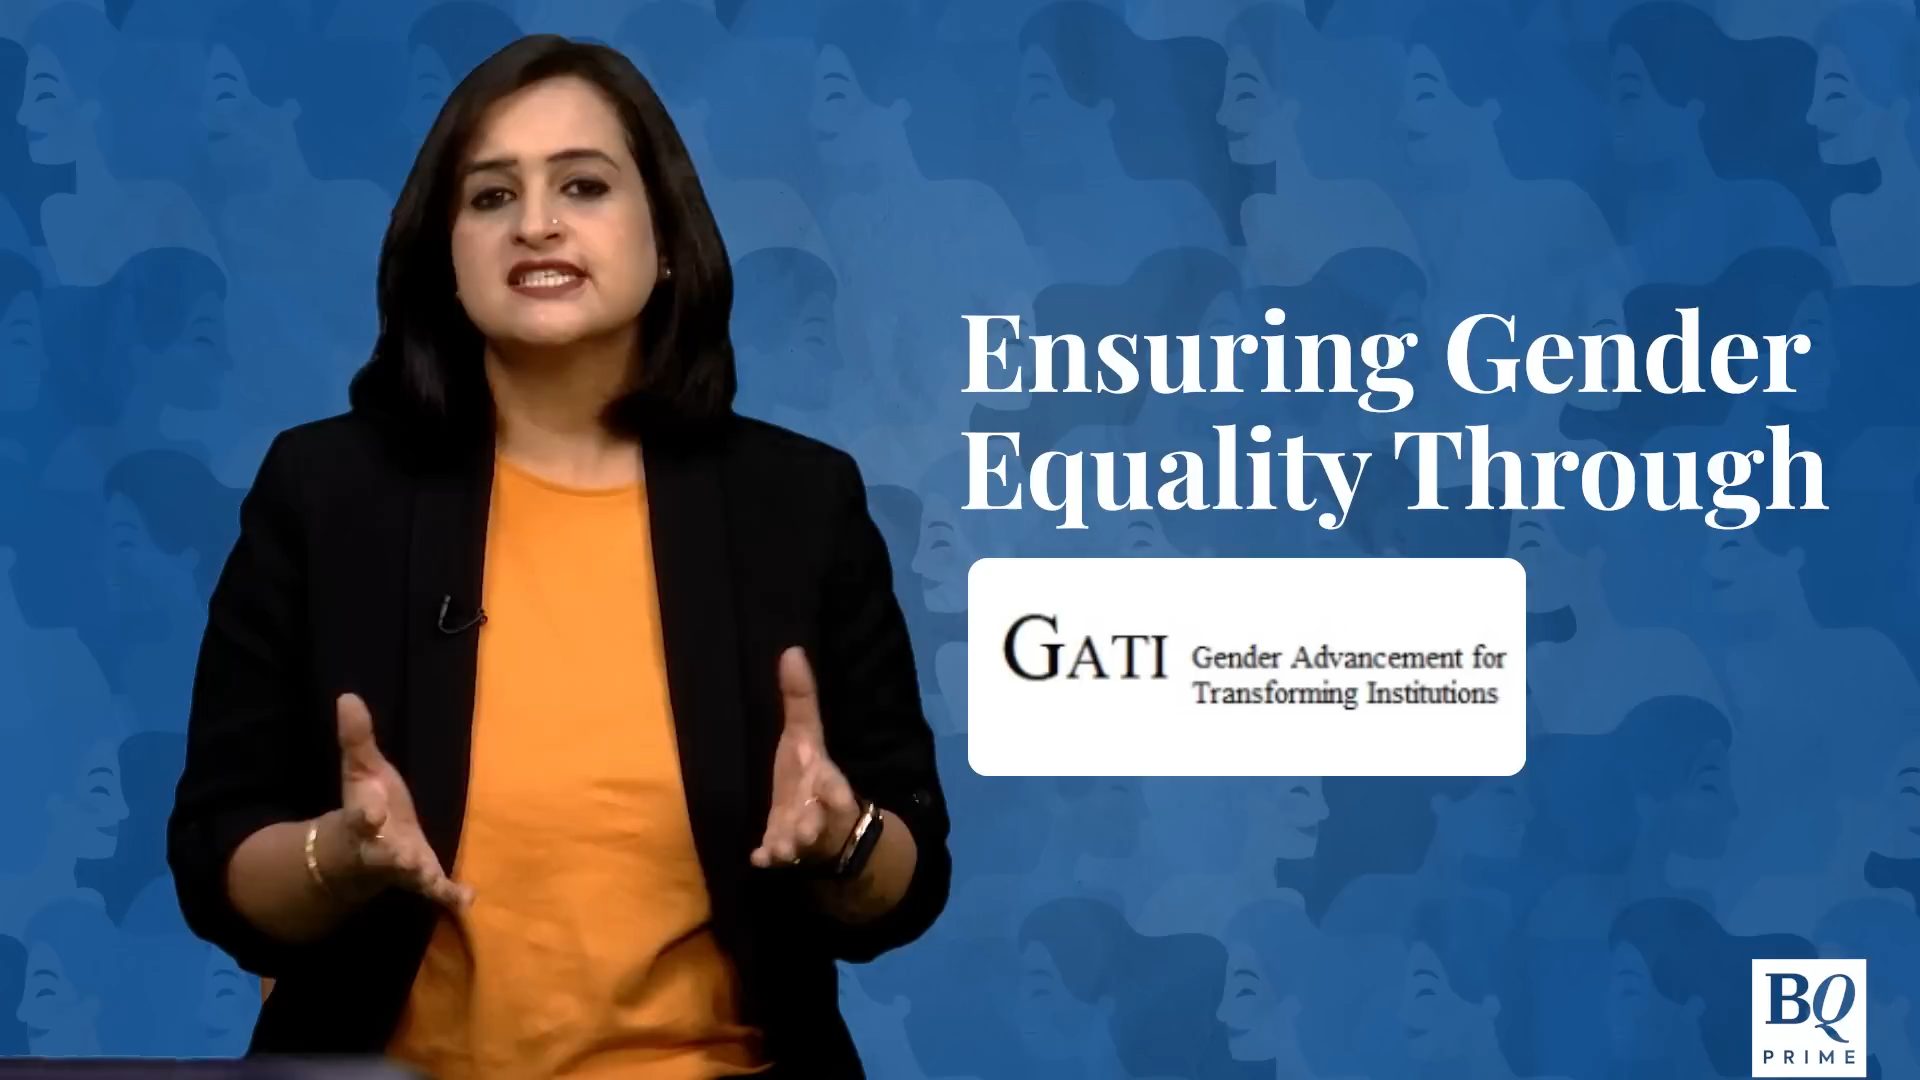 Ensuring Gender
Equality Through
GATI Gender Advancement for
Transforming Institutions
BQ
PRIME